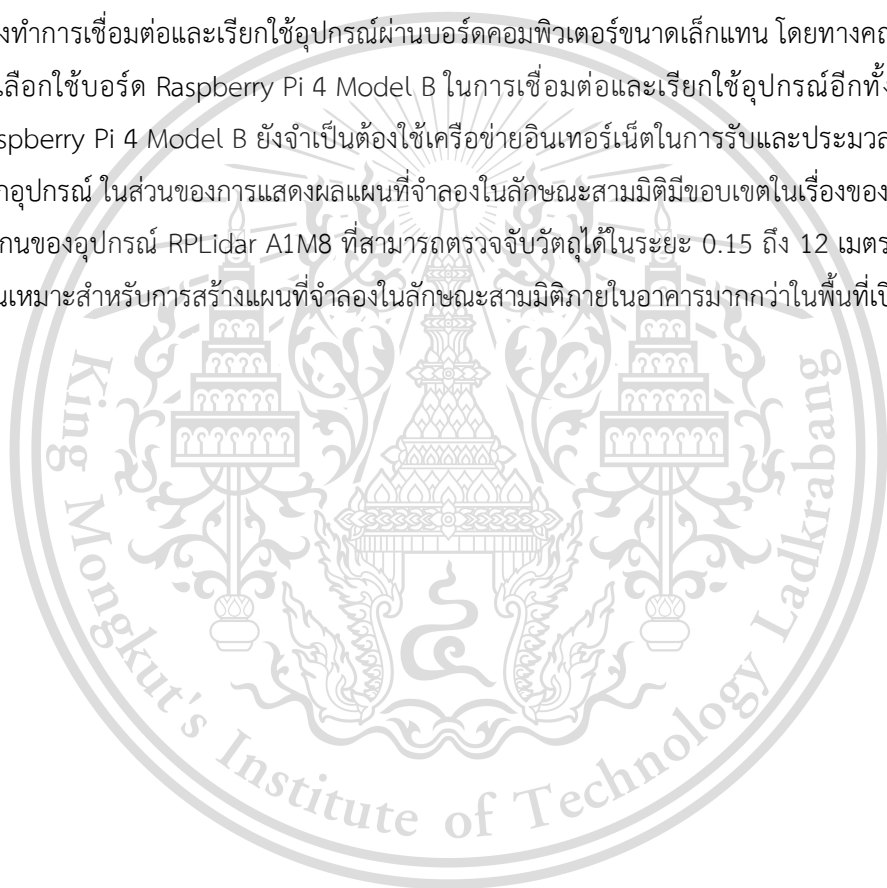 งทำการเชื่อมต่อและเรียกใช้อุปกรณ์ผ่านบอร์ดคอมพิวเตอร์ขนาดเล็กแทน โดยทางคณ
เลือกใช้บอร์ด Raspberry Pi 4 Model B ในการเชื่อมต่อและเรียกใช้อุปกรณ์อีกทั้ง
spberry Pi 4 Model B ยังจำเป็นต้องใช้เครือข่ายอินเทอร์เน็ตในการรับและประมวล
กอุปกรณ์ ในส่วนของการแสดงผลแผนที่จำลองในลักษณะสามมิติมีขอบเขตในเรื่องของ
กนของอุปกรณ์ RPLidar A1M8 ที่สามารถตรวจจับวัตถุได้ในระยะ 0.15 ถึง 12 เมตร
นเหมาะสำหรับการสร้างแผนที่จำลองในลักษณะสามมิติภายในอาคารมากกว่าในพื้นที่เปิ
King Mongkut's Institute of Technology Ladkrabang